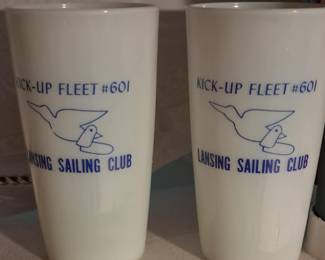 KICK-UP FLEET #601
LANSING SAILING CLUB
KICK-UP FLEET #601
LANSING SAILING CLUB